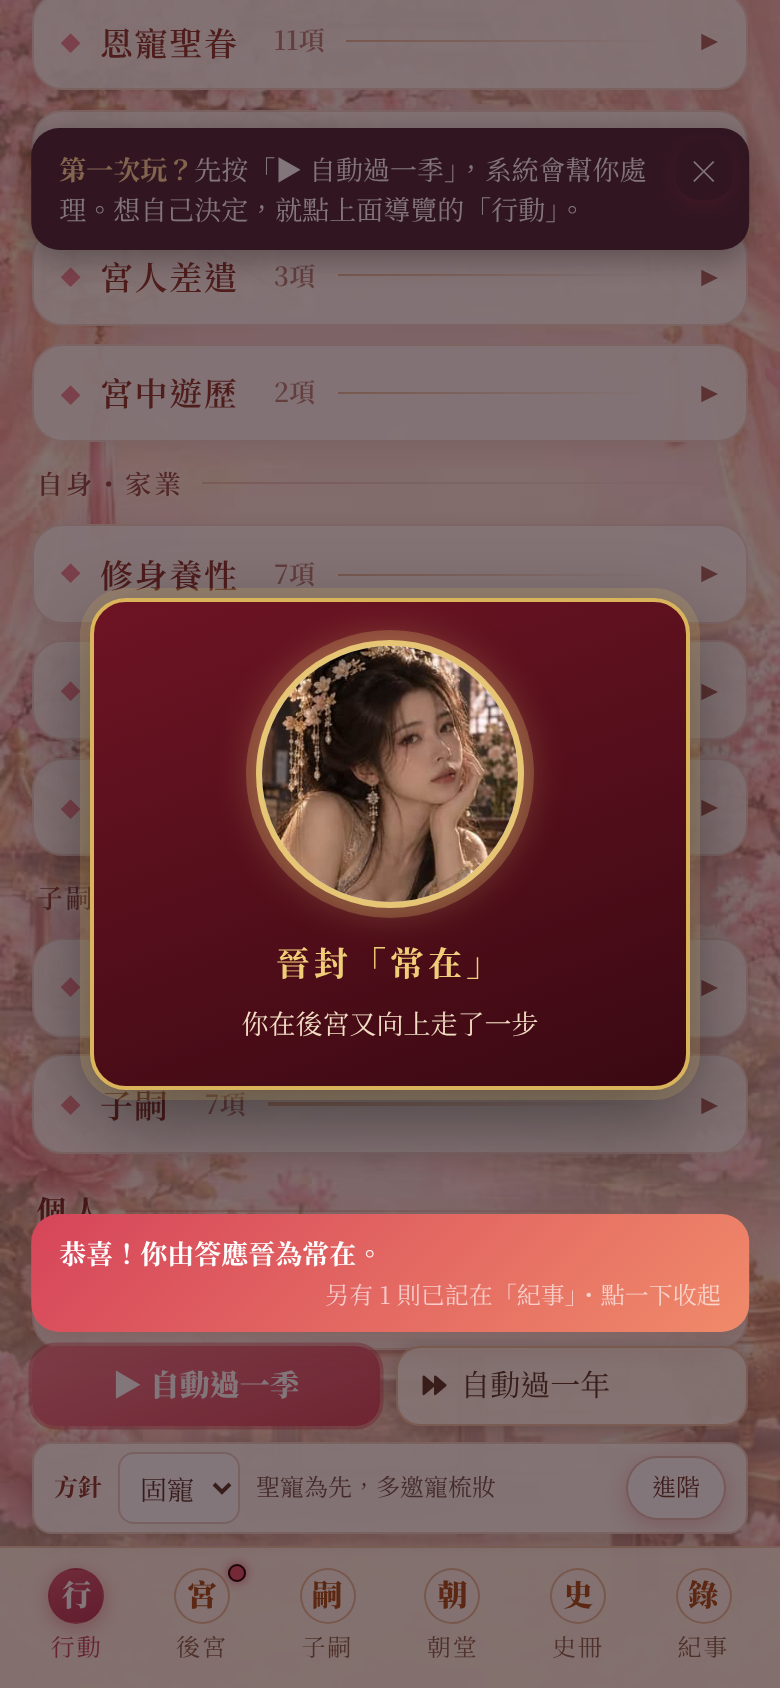 恩寵聖眷 11項
第一次玩?先按「▶ 自動過一季」,系統會幫你處
理。想自己決定,就點上面導覽的「行動」。
宮人差遣 3項
宮中遊歷 2項
自身・家業
修身養性 7項
子嗣
晉封「常在」
你在後宮又向上走了一步
子嗣 7項
個人
恭喜!你由答應晉為常在。
另有 1 則已記在「紀事」・點一下收起
▶ 自動過一季
自動過一年
方針 固寵 聖寵為先,多邀寵梳妝 進階
行 宮 嗣 朝 史 錄
行動 後宮 子嗣 朝堂 史冊 紀事